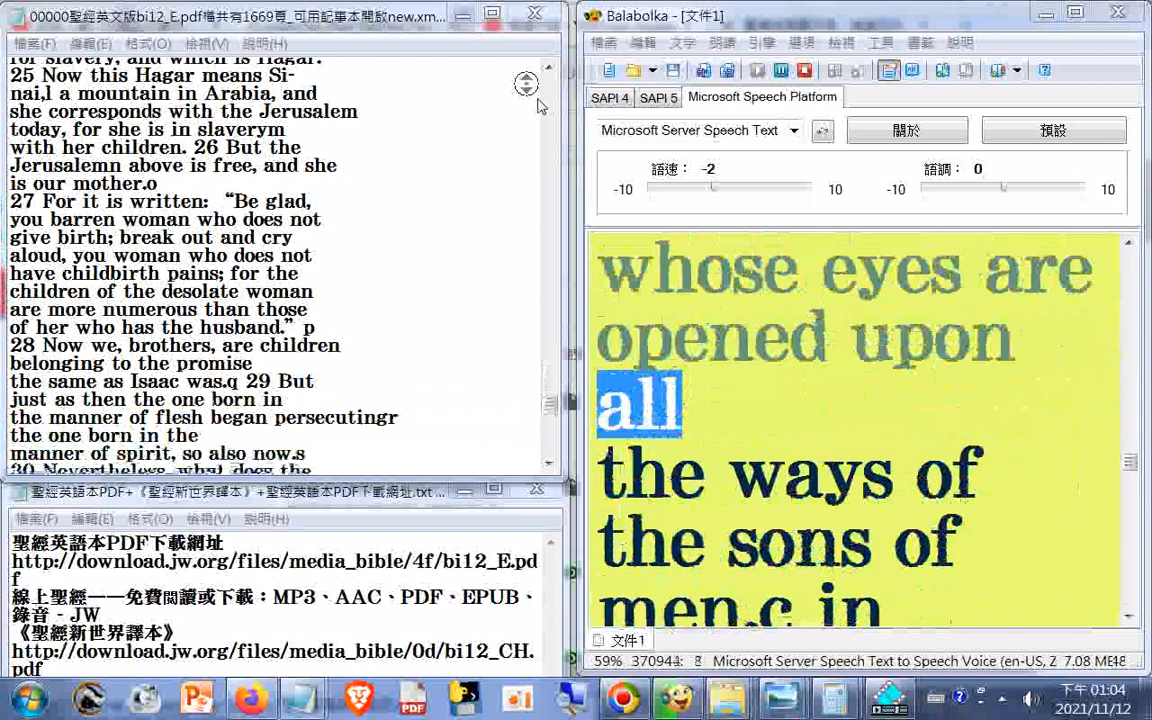 00000聖經英文版bi12_E.pdf檔共有1669頁_可用記事本開啟new.xm...
檔案(F) 編輯(E) 格式(O) 檢視(V) 說明(H)
for slavery, and which is Hagar.
25 Now this Hagar means Si-
nai,l a mountain in Arabia, and
she corresponds with the Jerusalem
today, for she is in slaverym
with her children. 26 But the
Jerusalemn above is free, and she
is our mother.o
27 For it is written: “Be glad,
you barren woman who does not
give birth; break out and cry
aloud, you woman who does not
have childbirth pains; for the
children of the desolate woman
are more numerous than those
of her who has the husband.” p
28 Now we, brothers, are children
belonging to the promise
the same as Isaac was.q 29 But
just as then the one born in
the manner of flesh began persecutingr
the one born in the
manner of spirit, so also now.s
30 Nevertheless, what does the
聖經英語本PDF+《聖經新世界譯本》+聖經英語本PDF下載網址.txt ...
檔案(F) 編輯(E) 格式(O) 檢視(V) 說明(H)
聖經英語本PDF下載網址
http://download.jw.org/files/media_bible/4f/bi12_E.pd
f
線上聖經——免費閱讀或下載：MP3、AAC、PDF、EPUB、
錄音 - JW
《聖經新世界譯本》
http://download.jw.org/files/media_bible/0d/bi12_CH.
pdf
Balabolka - [文件1]
檔案 編輯 文字 朗讀 引擎 選項 檢視 工具 書籤 說明
SAPI 4 SAPI 5 Microsoft Speech Platform
Microsoft Server Speech Text 關於 預設
語速： -2 語調： 0
-10 10 -10 10
whose eyes are
opened upon
all
the ways of
the sons of
men,c in
文件1
59% 370944: Microsoft Server Speech Text to Speech Voice (en-US, Z 7.08 ME48
PDF
下午 01:04
2021/11/12